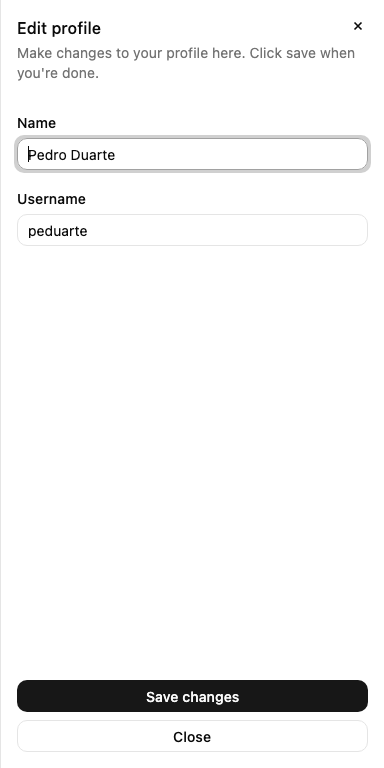 Edit profile
Make changes to your profile here. Click save when
you're done.
Name
Pedro Duarte
Username
peduarte
Save changes
Close